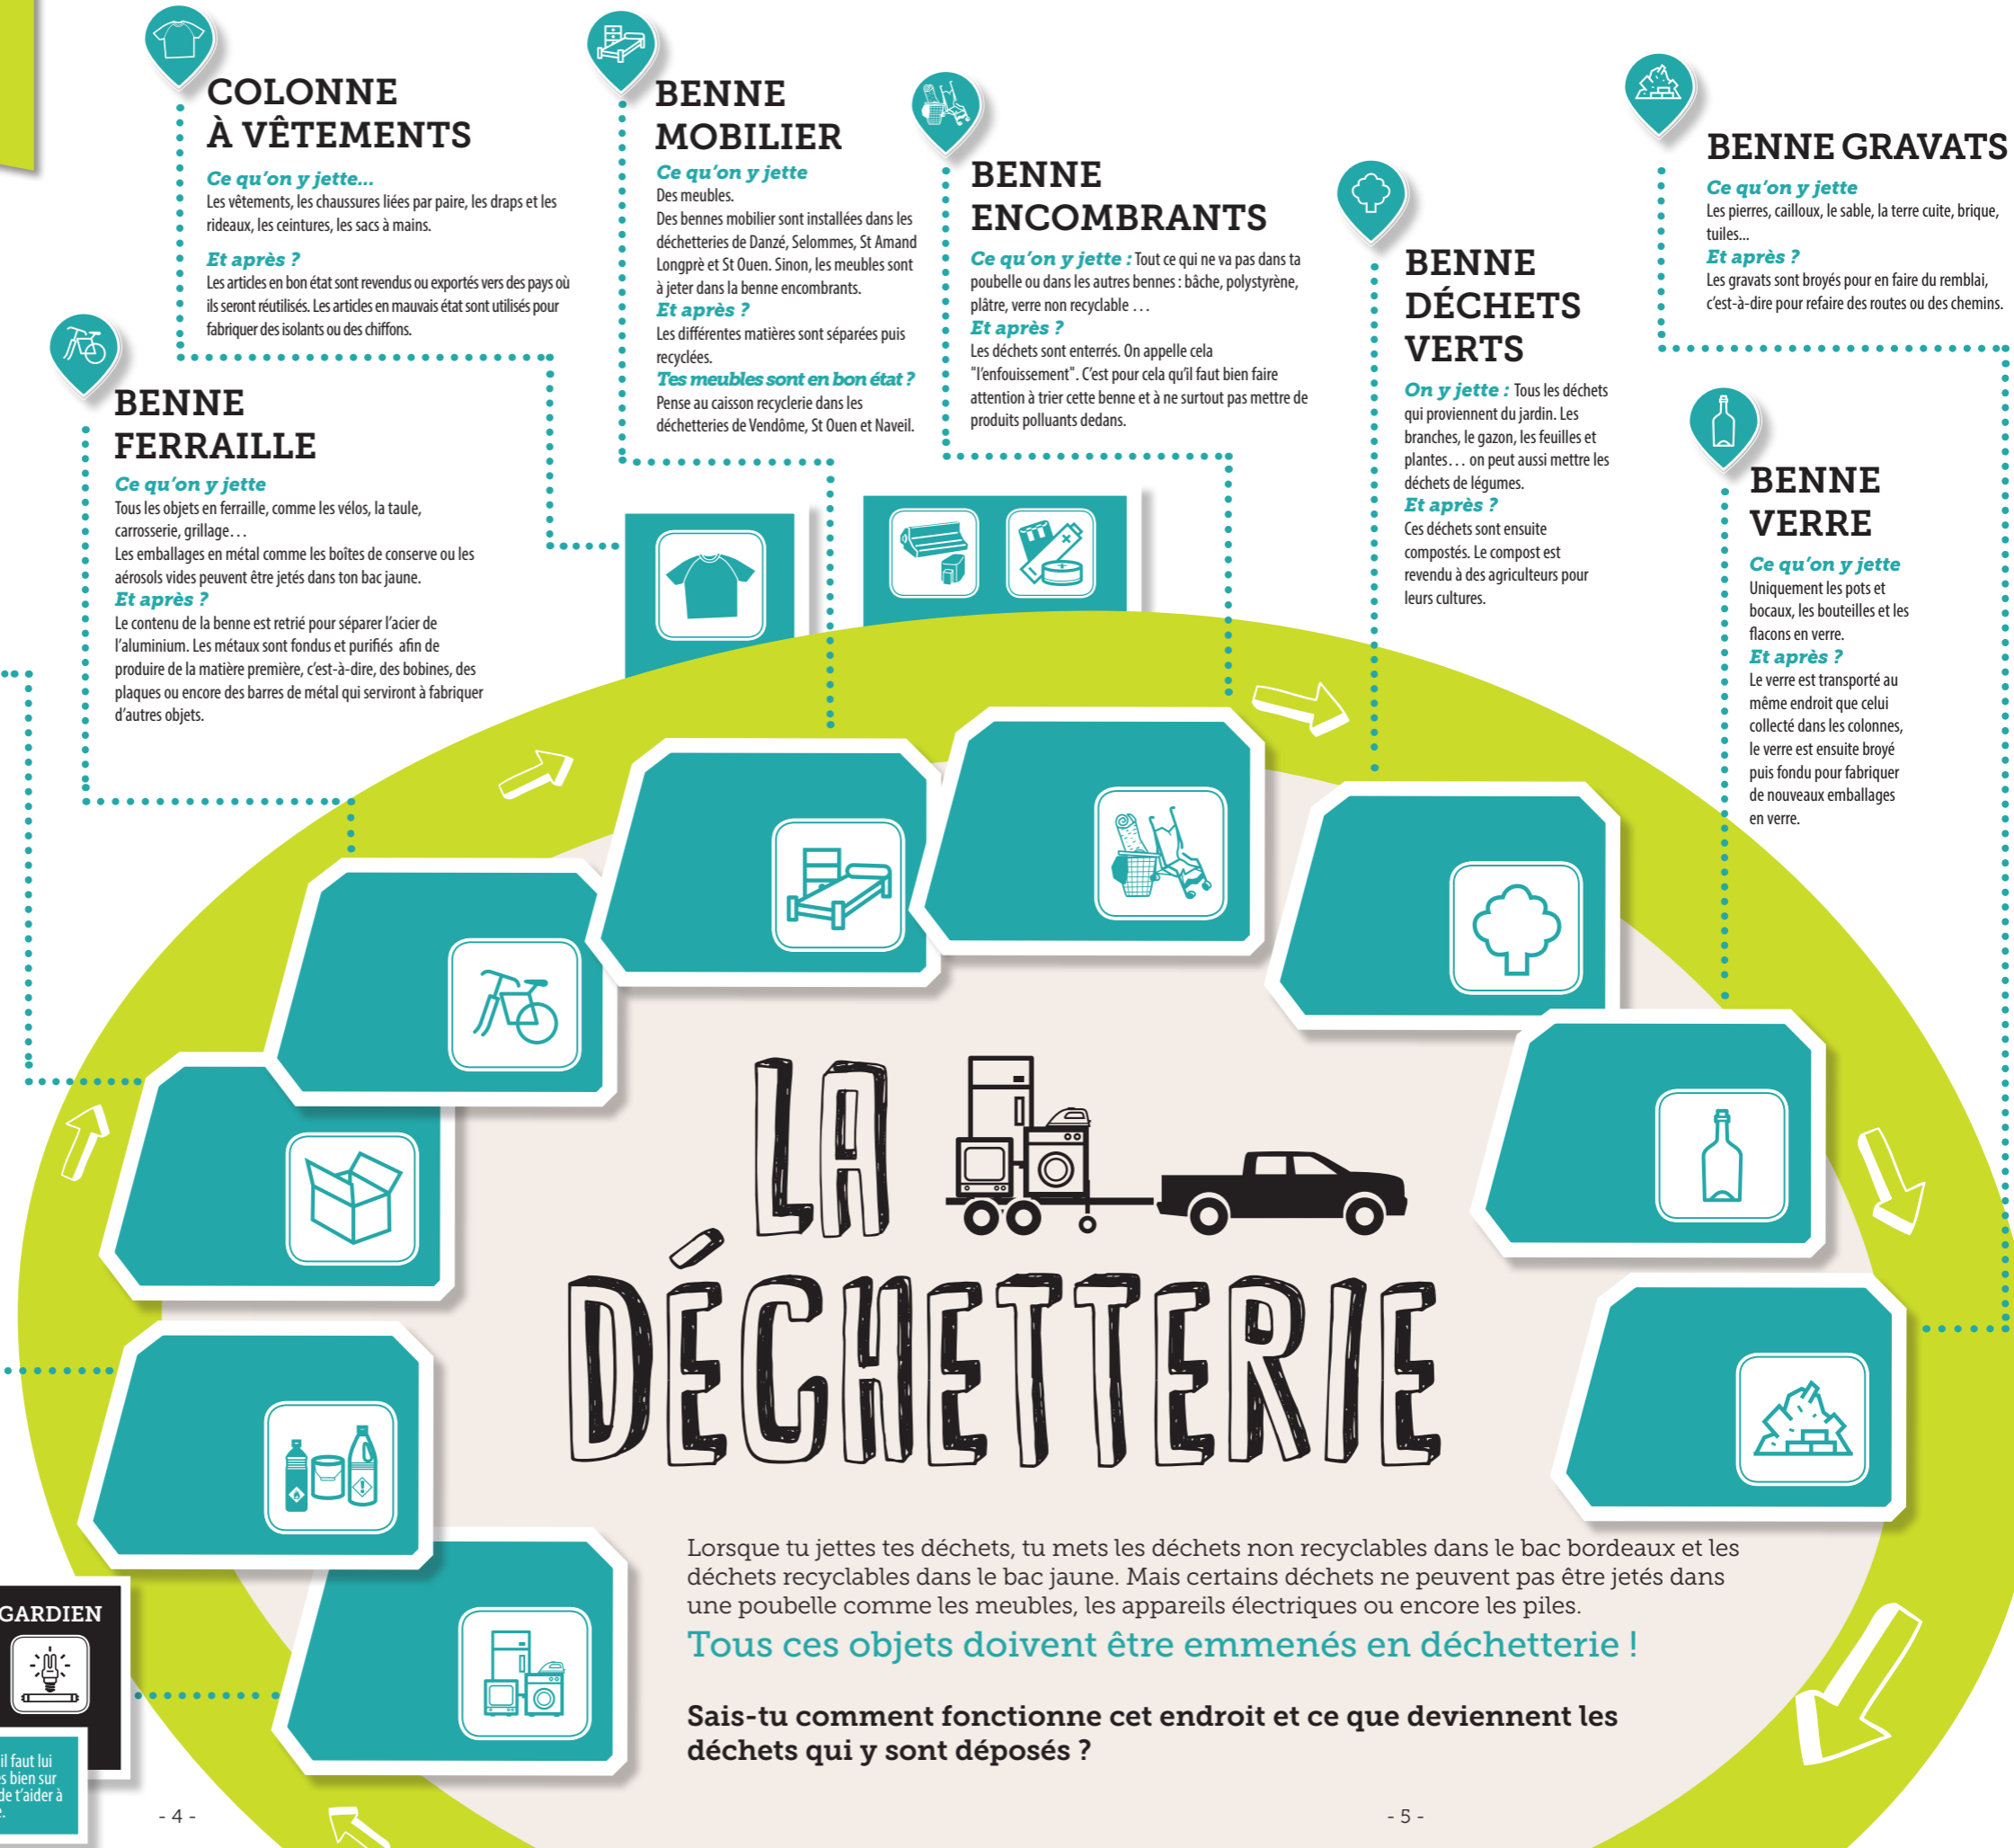 COLONNE
À VÊTEMENTS
Ce qu'on y jette...
Les vêtements, les chaussures liées par paire, les draps et les
rideaux, les ceintures, les sacs à mains.
Et après ?
Les articles en bon état sont revendus ou exportés vers des pays où
ils seront réutilisés. Les articles en mauvais état sont utilisés pour
fabriquer des isolants ou des chiffons.
BENNE
FERRAILLE
Ce qu'on y jette
Tous les objets en ferraille, comme les vélos, la taule,
carrosserie, grillage…
Les emballages en métal comme les boîtes de conserve ou les
aérosols vides peuvent être jetés dans ton bac jaune.
Et après ?
Le contenu de la benne est retrié pour séparer l'acier de
l'aluminium. Les métaux sont fondus et purifiés afin de
produire de la matière première, c'est-à-dire, des bobines, des
plaques ou encore des barres de métal qui serviront à fabriquer
d'autres objets.
BENNE
MOBILIER
Ce qu'on y jette
Des meubles.
Des bennes mobilier sont installées dans les
déchetteries de Danzé, Selommes, St Amand
Longprè et St Ouen. Sinon, les meubles sont
à jeter dans la benne encombrants.
Et après ?
Les différentes matières sont séparées puis
recyclées.
Tes meubles sont en bon état ?
Pense au caisson recyclerie dans les
déchetteries de Vendôme, St Ouen et Naveil.
BENNE
ENCOMBRANTS
Ce qu'on y jette : Tout ce qui ne va pas dans ta
poubelle ou dans les autres bennes : bâche, polystyrène,
plâtre, verre non recyclable …
Et après ?
Les déchets sont enterrés. On appelle cela
"l'enfouissement". C'est pour cela qu'il faut bien faire
attention à trier cette benne et à ne surtout pas mettre de
produits polluants dedans.
BENNE
DÉCHETS
VERTS
On y jette : Tous les déchets
qui proviennent du jardin. Les
branches, le gazon, les feuilles et
plantes… on peut aussi mettre les
déchets de légumes.
Et après ?
Ces déchets sont ensuite
compostés. Le compost est
revendu à des agriculteurs pour
leurs cultures.
BENNE GRAVATS
Ce qu'on y jette
Les pierres, cailloux, le sable, la terre cuite, brique,
tuiles...
Et après ?
Les gravats sont broyés pour en faire du remblai,
c'est-à-dire pour refaire des routes ou des chemins.
BENNE
VERRE
Ce qu'on y jette
Uniquement les pots et
bocaux, les bouteilles et les
flacons en verre.
Et après ?
Le verre est transporté au
même endroit que celui
collecté dans les colonnes,
le verre est ensuite broyé
puis fondu pour fabriquer
de nouveaux emballages
en verre.
LA
DÉCHETTERIE
Lorsque tu jettes tes déchets, tu mets les déchets non recyclables dans le bac bordeaux et les
déchets recyclables dans le bac jaune. Mais certains déchets ne peuvent pas être jetés dans
une poubelle comme les meubles, les appareils électriques ou encore les piles.
Tous ces objets doivent être emmenés en déchetterie !
Sais-tu comment fonctionne cet endroit et ce que deviennent les
déchets qui y sont déposés ?
GARDIEN
il faut lui
bien sur
de t'aider à
- 4 -
- 5 -